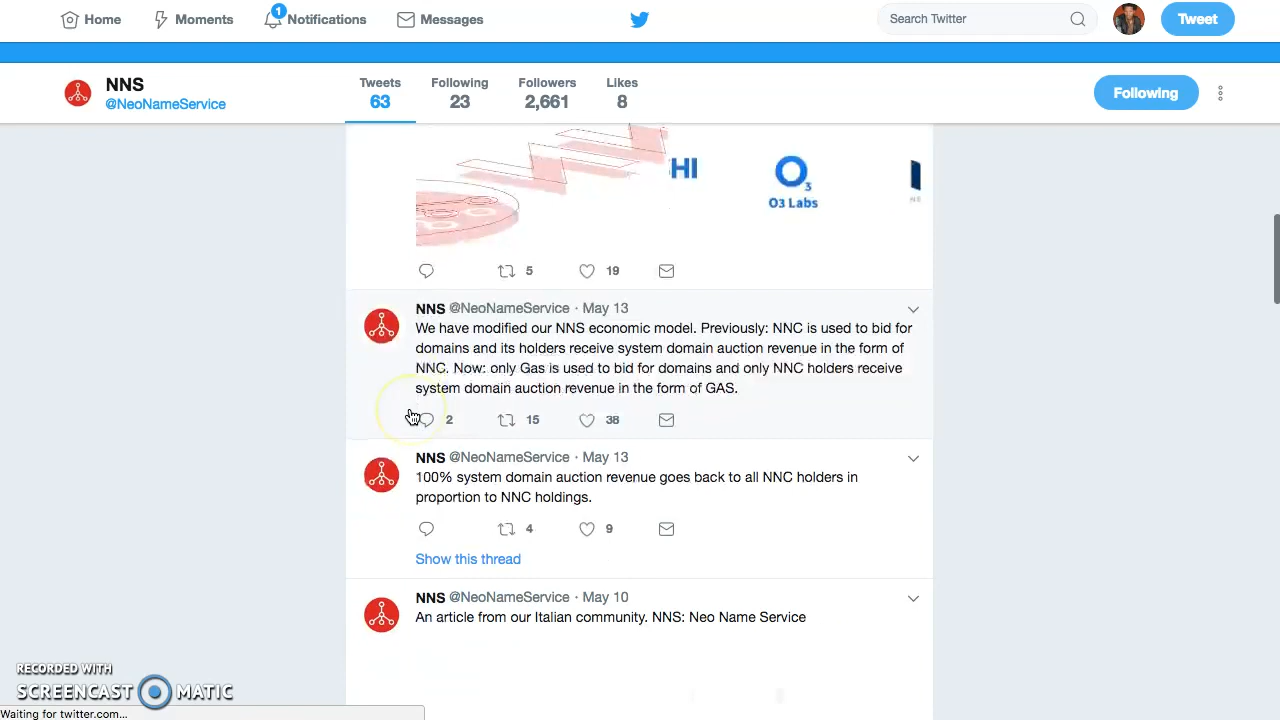 Home
Moments
1
Notifications
Messages
Search Twitter
Tweet
NNS
@NeoNameService
Tweets
63
Following
23
Followers
2,661
Likes
8
Following
HI
O3 Labs
5
19
NNS @NeoNameService · May 13
We have modified our NNS economic model. Previously: NNC is used to bid for
domains and its holders receive system domain auction revenue in the form of
NNC. Now: only Gas is used to bid for domains and only NNC holders receive
system domain auction revenue in the form of GAS.
2
15
38
NNS @NeoNameService · May 13
100% system domain auction revenue goes back to all NNC holders in
proportion to NNC holdings.
4
9
Show this thread
NNS @NeoNameService · May 10
An article from our Italian community. NNS: Neo Name Service
RECORDED WITH
SCREENCAST MATIC
Waiting for twitter.com...